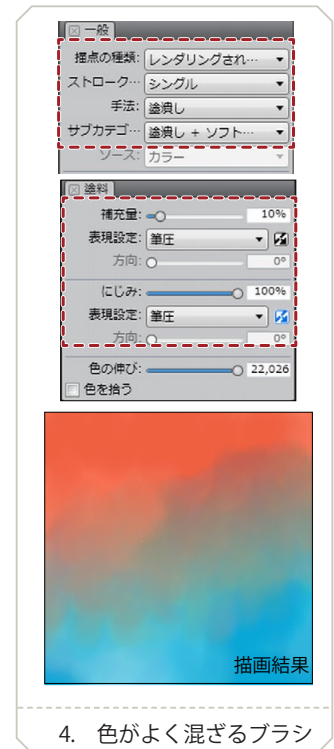 一般
描点の種類: レンダリングされ…
ストローク… シングル
手法: 塗潰し
サブカテゴ… 塗潰し + ソフト…
ソース: カラー
塗料
補充量: 10%
表現設定: 筆圧
方向: 0°
にじみ: 100%
表現設定: 筆圧
方向: 0°
色の伸び: 22,026
色を拾う
描画結果
4. 色がよく混ざるブラシ